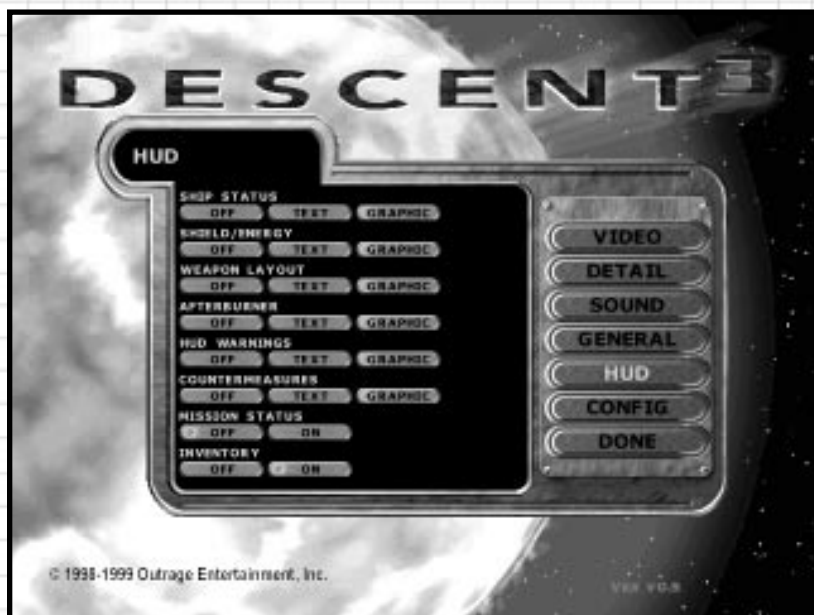 DESCENT3
HUD
SHIP STATUS
OFF TEXT GRAPHIC
SHIELD/ENERGY
OFF TEXT GRAPHIC
WEAPON LAYOUT
OFF TEXT GRAPHIC
AFTERBURNER
OFF TEXT GRAPHIC
HUD WARNINGS
OFF TEXT GRAPHIC
COUNTERMEASURES
OFF TEXT GRAPHIC
MISSION STATUS
OFF ON
INVENTORY
OFF ON
VIDEO
DETAIL
SOUND
GENERAL
HUD
CONFIG
DONE
© 1998-1999 Outrage Entertainment, Inc.